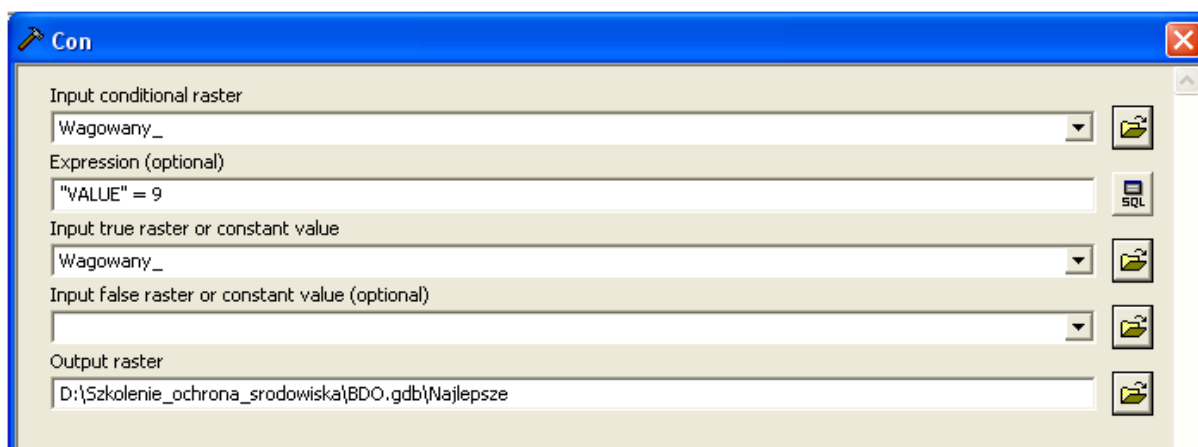 Con
Input conditional raster
Wagowany_
Expression (optional)
"VALUE" = 9
SQL
Input true raster or constant value
Wagowany_
Input false raster or constant value (optional)
Output raster
D:\Szkolenie_ochrona_srodowiska\BDO.gdb\Najlepsze